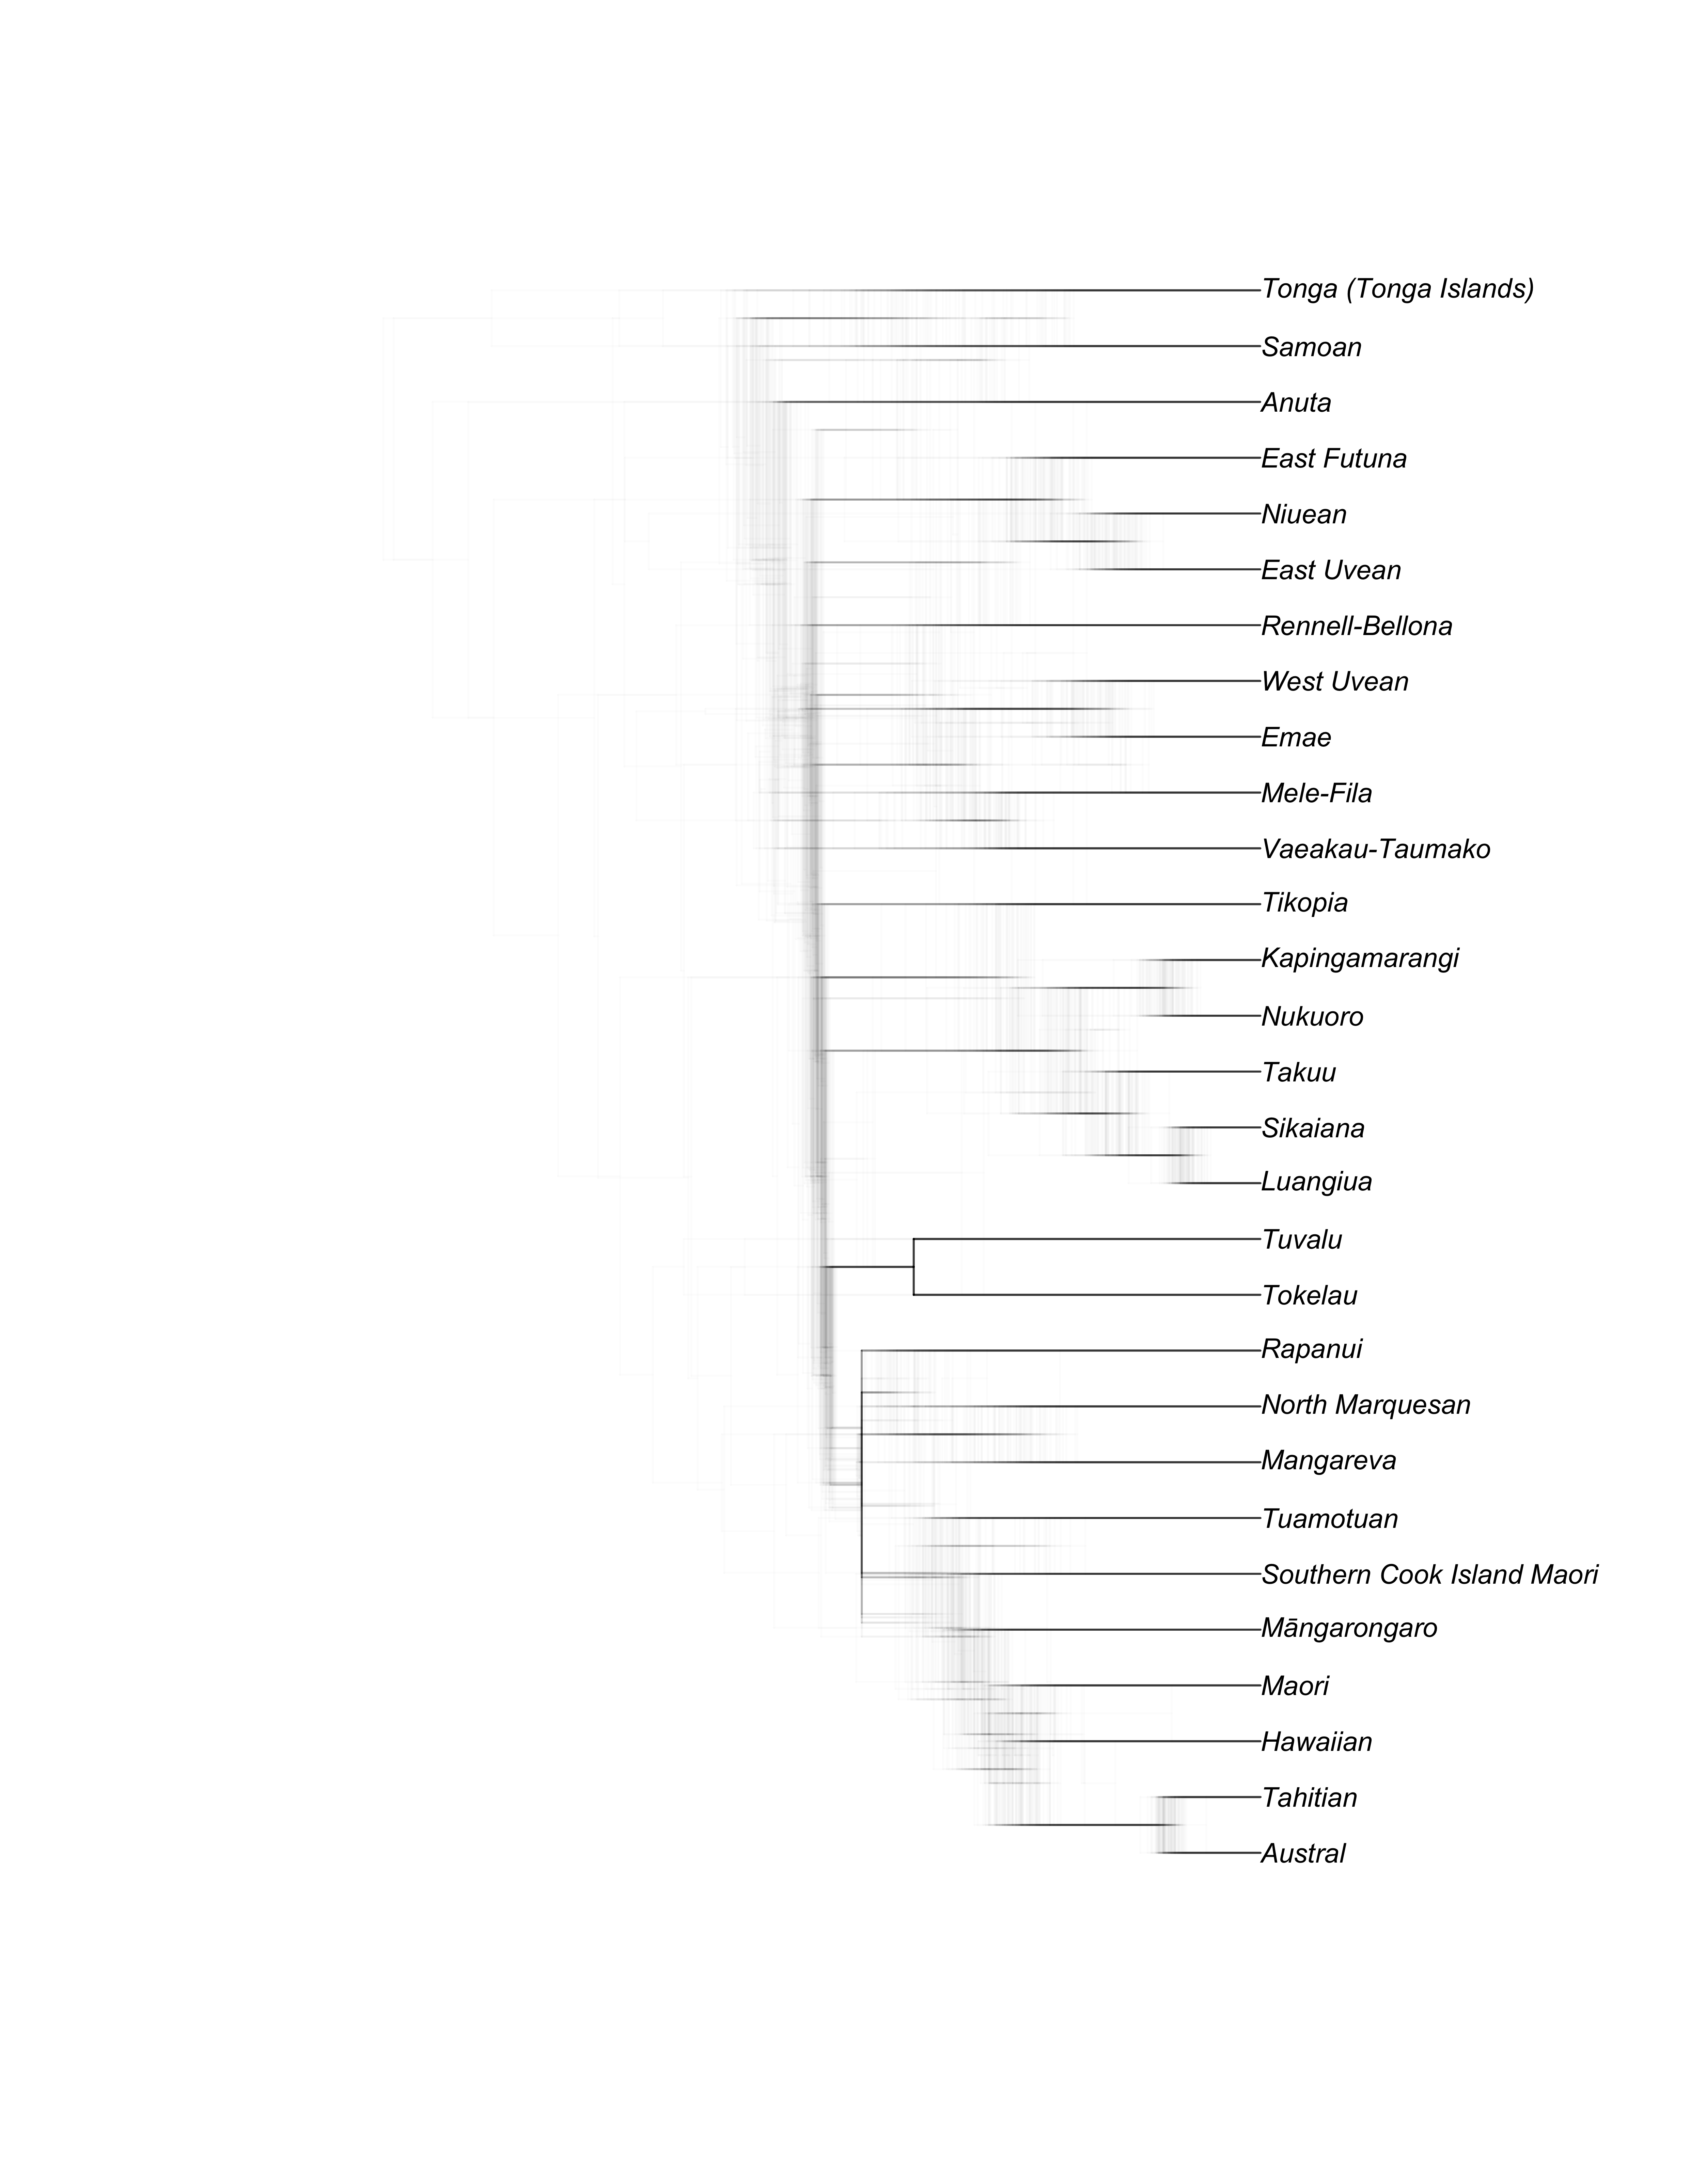 Tonga (Tonga Islands)
Samoan
Anuta
East Futuna
Niuean
East Uvean
Rennell-Bellona
West Uvean
Emae
Mele-Fila
Vaeakau-Taumako
Tikopia
Kapingamarangi
Nukuoro
Takuu
Sikaiana
Luangiua
Tuvalu
Tokelau
Rapanui
North Marquesan
Mangareva
Tuamotuan
Southern Cook Island Maori
Māngarongaro
Maori
Hawaiian
Tahitian
Austral